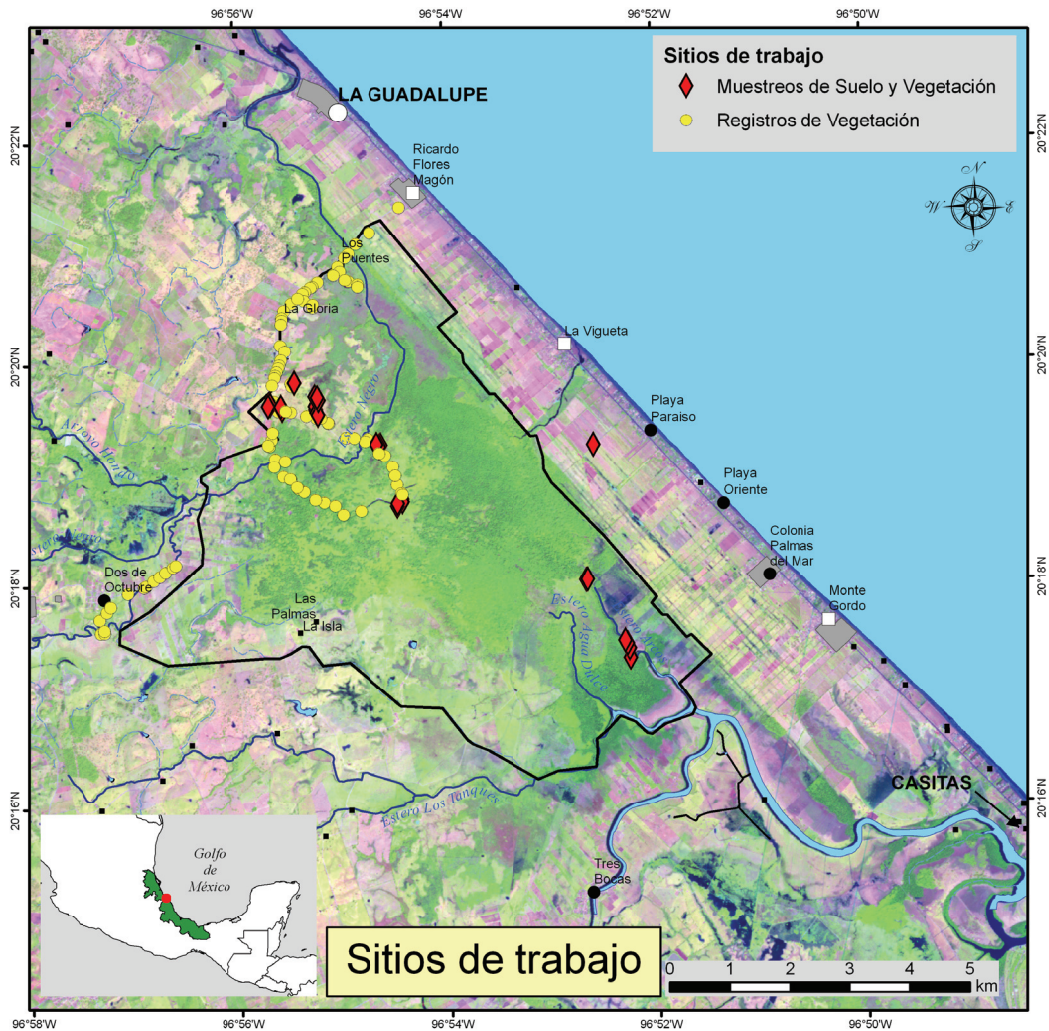 96°56'W
96°54'W
96°52'W
96°50'W
Sitios de trabajo
Muestreos de Suelo y Vegetación
Registros de Vegetación
LA GUADALUPE
20°22'N
20°22'N
Ricardo
Flores
Magón
N
W
E
S
Los
Puertes
La Gloria
La Vigueta
20°20'N
20°20'N
Playa
Paraiso
Estero Negro
Arroyo Hondo
Playa
Oriente
Colonia
Palmas
del Mar
20°18'N
20°18'N
Dos de
Octubre
Las
Palmas
La Isla
Estero Agua Dulce
Monte
Gordo
CASITAS
20°16'N
20°16'N
Estero Los Tanques
Golfo
de
México
Tres
Bocas
Sitios de trabajo
0 1 2 3 4 5
km
96°58'W
96°56'W
96°54'W
96°52'W
96°50'W